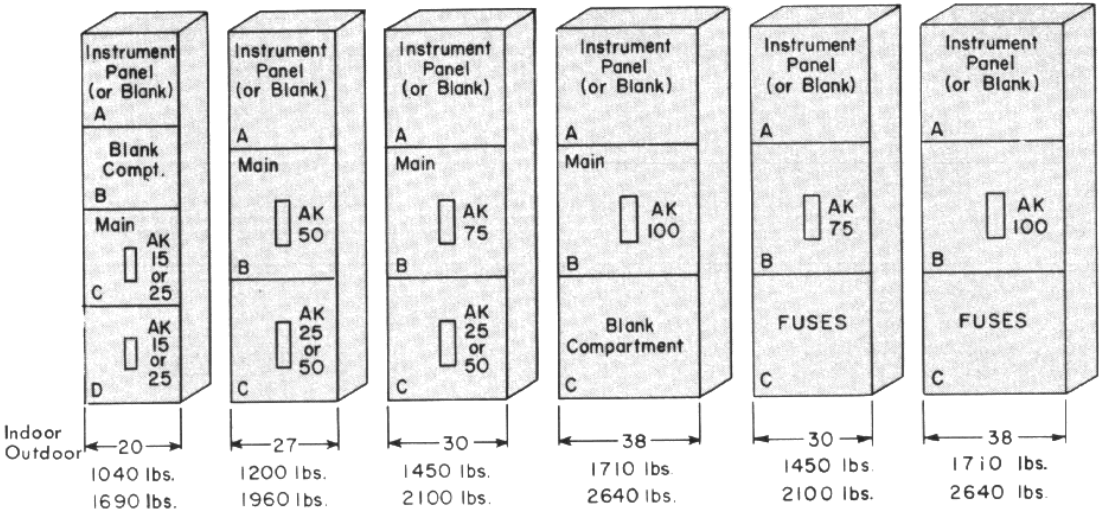 Instrument
Panel
(or Blank)
A
Blank
Compt.
B
Main
AK
15
or
25
C
AK
15
or
25
D
Instrument
Panel
(or Blank)
A
Main
AK
50
B
AK
25
or
50
C
Instrument
Panel
(or Blank)
A
Main
AK
75
B
AK
25
or
50
C
Instrument
Panel
(or Blank)
A
Main
AK
100
B
Blank
Compartment
C
Instrument
Panel
(or Blank)
A
AK
75
B
FUSES
C
Instrument
Panel
(or Blank)
A
AK
100
B
FUSES
C
Indoor
Outdoor
20 27 30 38 30 38
1040 lbs. 1200 lbs. 1450 lbs. 1710 lbs. 1450 lbs. 1710 lbs.
1690 lbs. 1960 lbs. 2100 lbs. 2640 lbs. 2100 lbs. 2640 lbs.